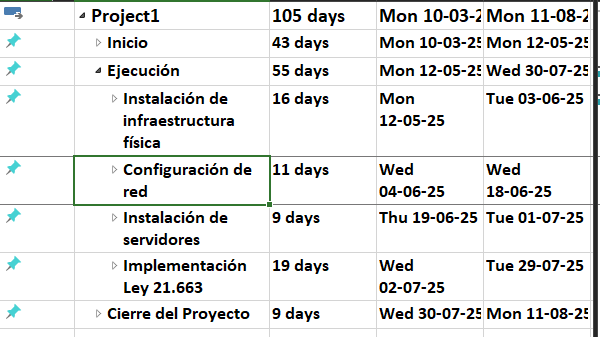 Project1 105 days Mon 10-03-2 Mon 11-08-2
Inicio 43 days Mon 10-03-25 Mon 12-05-25
Ejecución 55 days Mon 12-05-25 Wed 30-07-25
Instalación de 16 days Mon Tue 03-06-25
infraestructura 12-05-25
física
Configuración de 11 days Wed Wed
red 04-06-25 18-06-25
Instalación de 9 days Thu 19-06-25 Tue 01-07-25
servidores
Implementación 19 days Wed Tue 29-07-25
Ley 21.663 02-07-25
Cierre del Proyecto 9 days Wed 30-07-25 Mon 11-08-25